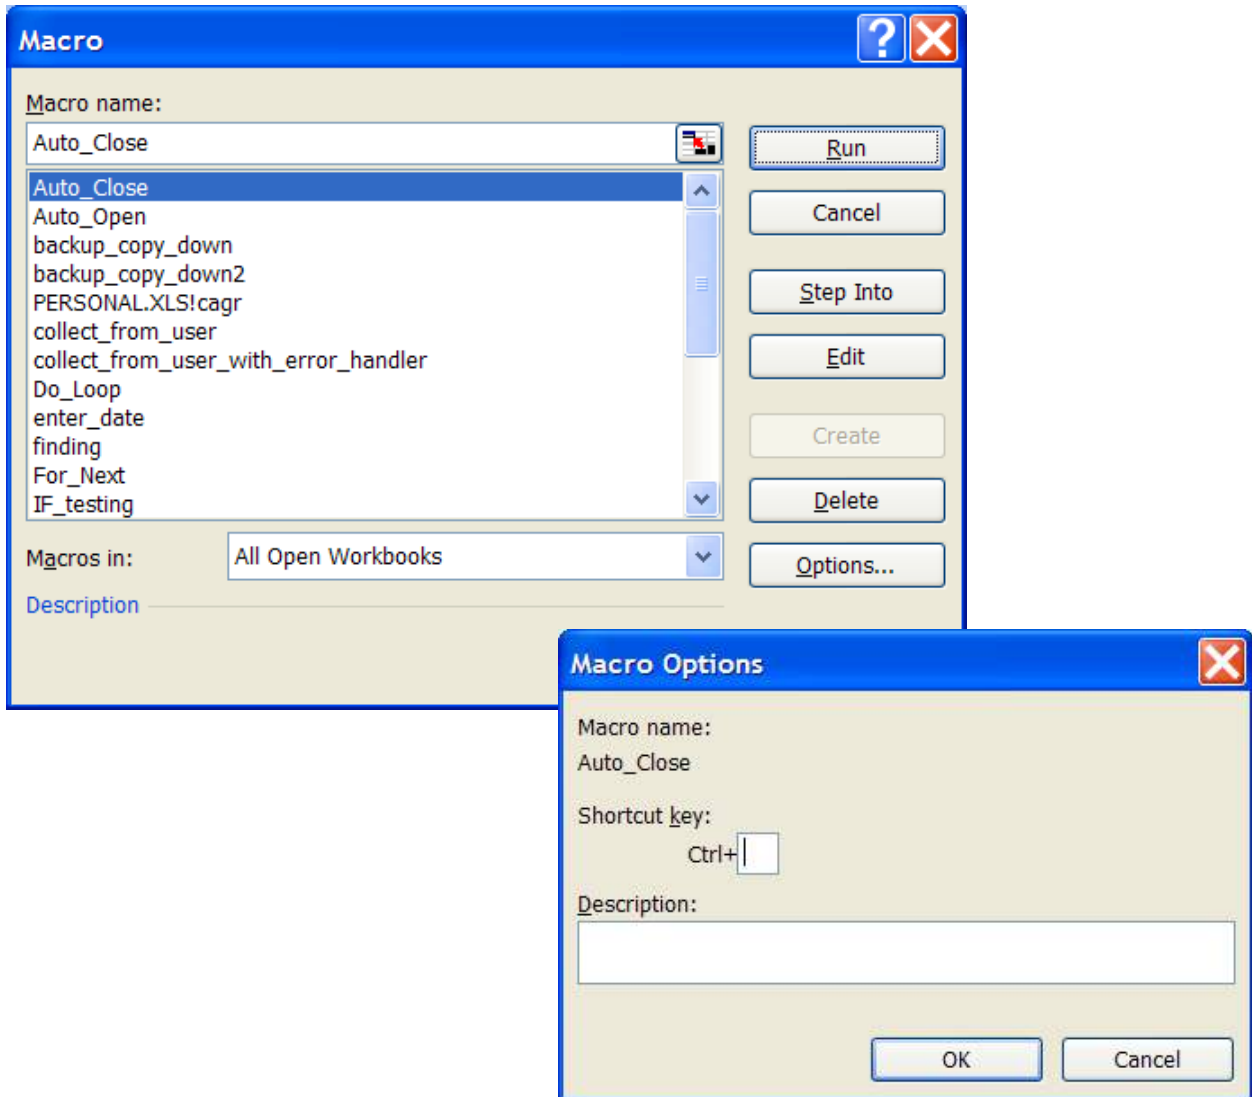 Macro
Macro name:
Auto_Close
Auto_Close
Auto_Open
backup_copy_down
backup_copy_down2
PERSONAL.XLS!cagr
collect_from_user
collect_from_user_with_error_handler
Do_Loop
enter_date
finding
For_Next
IF_testing
Macros in:
All Open Workbooks
Description
Run
Cancel
Step Into
Edit
Create
Delete
Options...
Macro Options
Macro name:
Auto_Close
Shortcut key:
Ctrl+
Description:
OK
Cancel